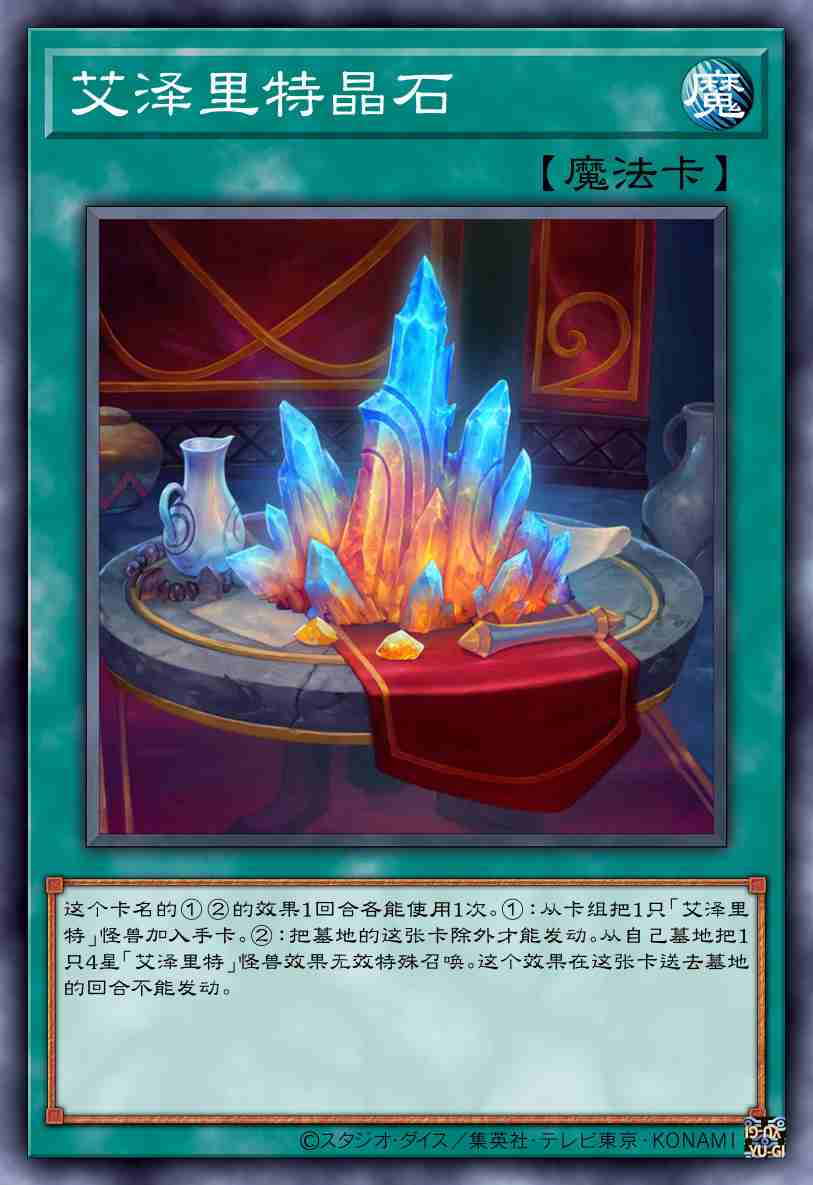 艾泽里特晶石
魔
【魔法卡】
这个卡名的①②的效果1回合各能使用1次。①：从卡组把1只「艾泽里
特」怪兽加入手卡。②：把墓地的这张卡除外才能发动。从自己墓地把1
只4星「艾泽里特」怪兽效果无效特殊召唤。这个效果在这张卡送去墓地
的回合不能发动。
©スタジオ·ダイス／集英社·テレビ東京·KONAMI
YU-GI